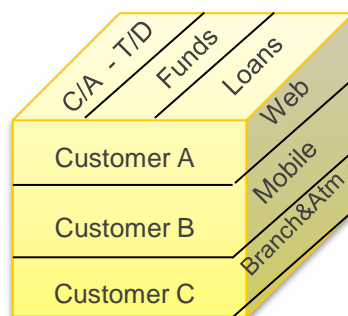 C/A - T/D
Funds
Loans
Web
Mobile
Branch&Atm
Customer A
Customer B
Customer C